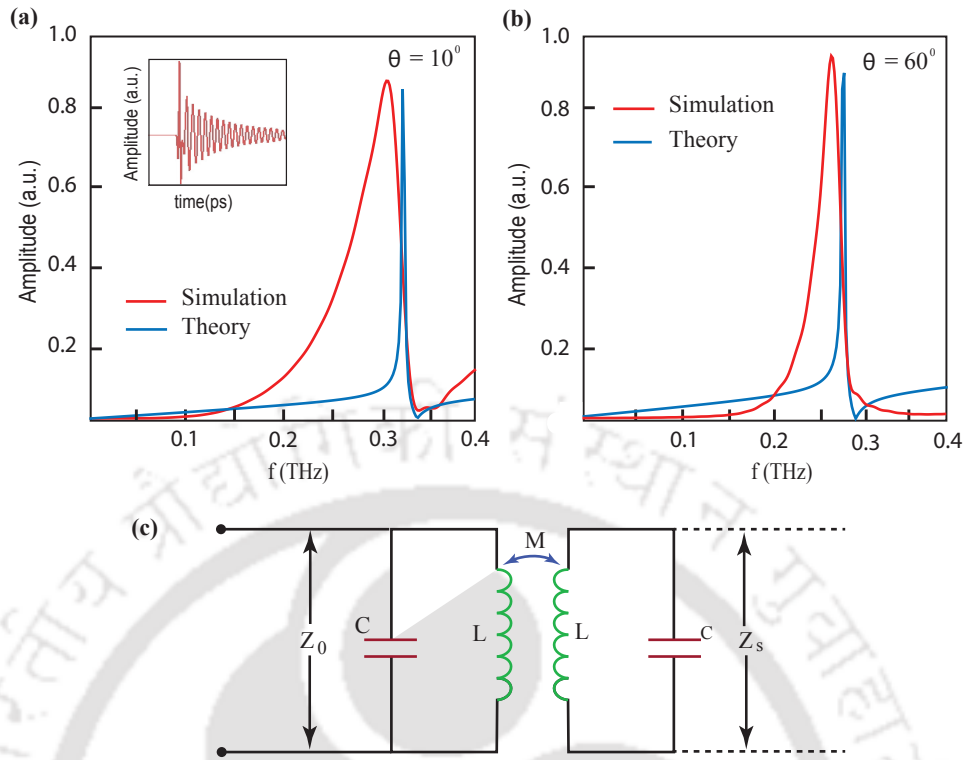 (a)
1.0
0.8
0.6
0.4
0.2
Amplitude (a.u.)
θ = 10⁰
Amplitude (a.u.)
time(ps)
Simulation
Theory
0.1
0.2
0.3
0.4
f (THz)
(b)
1.0
0.8
0.6
0.4
0.2
Amplitude (a.u.)
θ = 60⁰
Simulation
Theory
0.1
0.2
0.3
0.4
f (THz)
(c)
M
C
L
L
C
Z₀
Zₛ